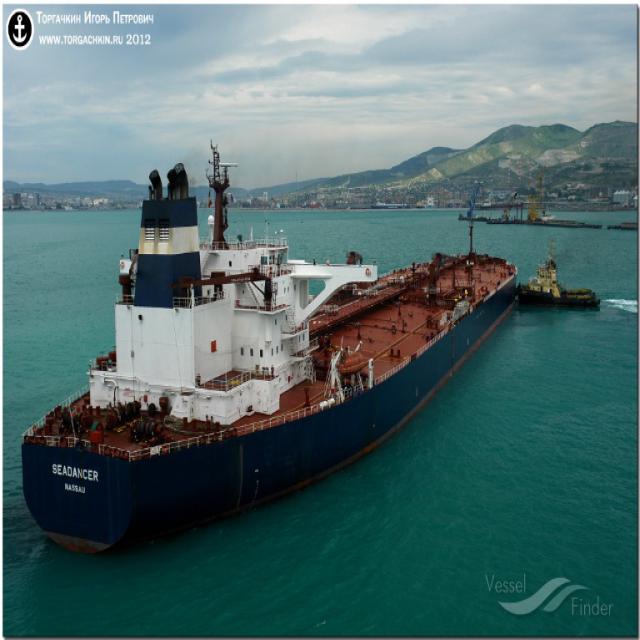 Торгачкин Игорь Петрович
www.torgachkin.ru 2012
SEADANCER
NASSAU
Vessel
Finder